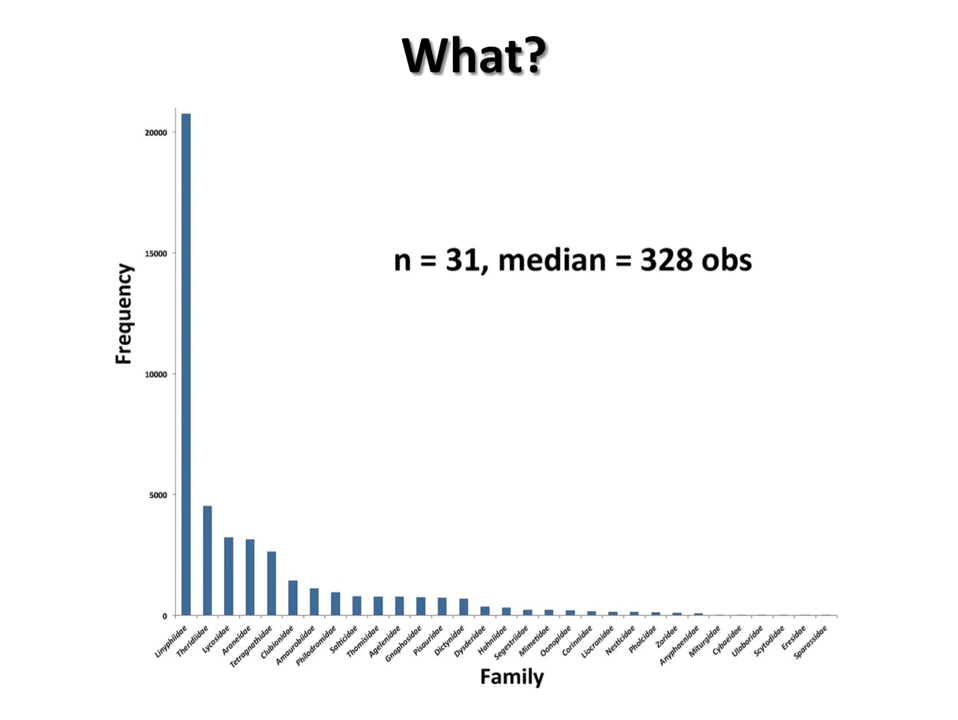 What?
20000
15000
10000
5000
0
Frequency
n = 31, median = 328 obs
Linyphiidae
Theridiidae
Lycosidae
Araneidae
Tetragnathidae
Clubionidae
Amaurobiidae
Philodromidae
Salticidae
Thomisidae
Agelenidae
Gnaphosidae
Pisauridae
Dictynidae
Dysderidae
Hahniidae
Segestriidae
Mimetidae
Oonopidae
Corinnidae
Liocranidae
Nesticidae
Pholcidae
Zoridae
Anyphaenidae
Miturgidae
Cybaeidae
Uloboridae
Scytodidae
Eresidae
Sparassidae
Family